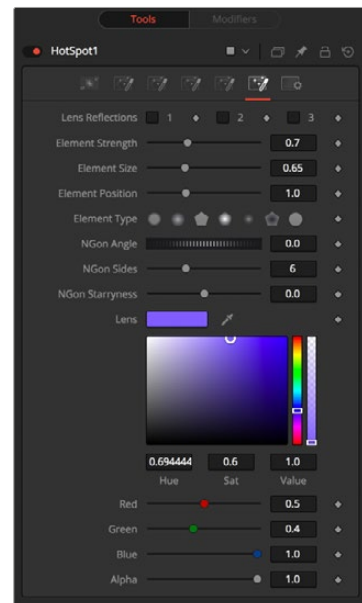 Tools Modifiers
HotSpot1
Lens Reflections 1 2 3
Element Strength 0.7
Element Size 0.65
Element Position 1.0
Element Type
NGon Angle 0.0
NGon Sides 6
NGon Starryness 0.0
Lens
0.694444 0.6 1.0
Hue Sat Value
Red 0.5
Green 0.4
Blue 1.0
Alpha 1.0